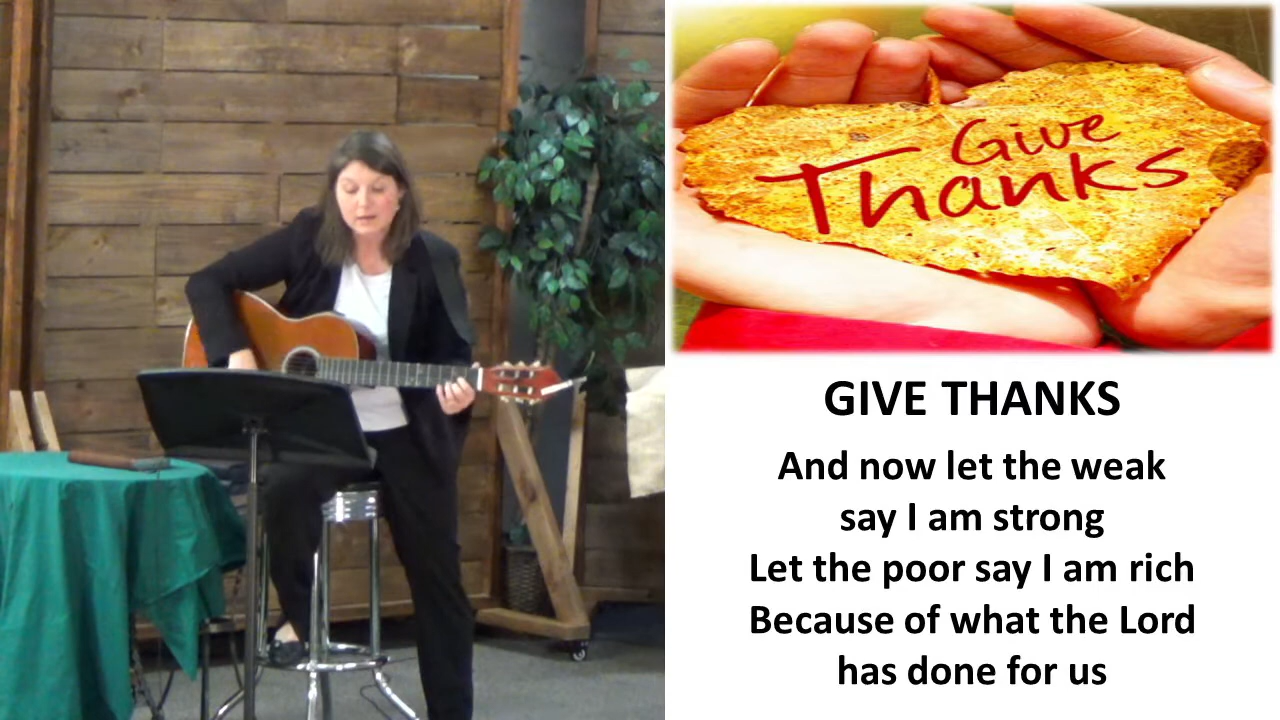 Give
Thanks
GIVE THANKS
And now let the weak
say I am strong
Let the poor say I am rich
Because of what the Lord
has done for us